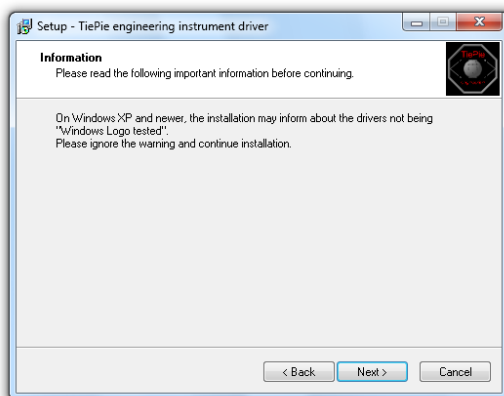 Setup - TiePie engineering instrument driver
Information
Please read the following important information before continuing.
TiePie
On Windows XP and newer, the installation may inform about the drivers not being
"Windows Logo tested".
Please ignore the warning and continue installation.
< Back
Next >
Cancel